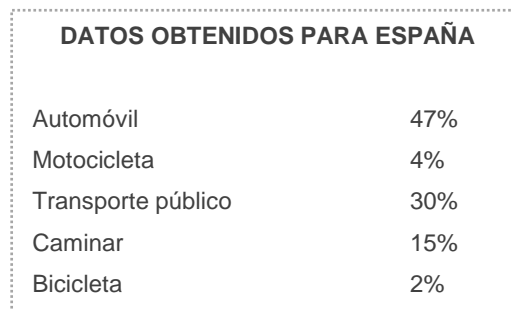 DATOS OBTENIDOS PARA ESPAÑA
Automóvil 47%
Motocicleta 4%
Transporte público 30%
Caminar 15%
Bicicleta 2%